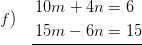 f) 10m + 4n = 6
15m − 6n = 15